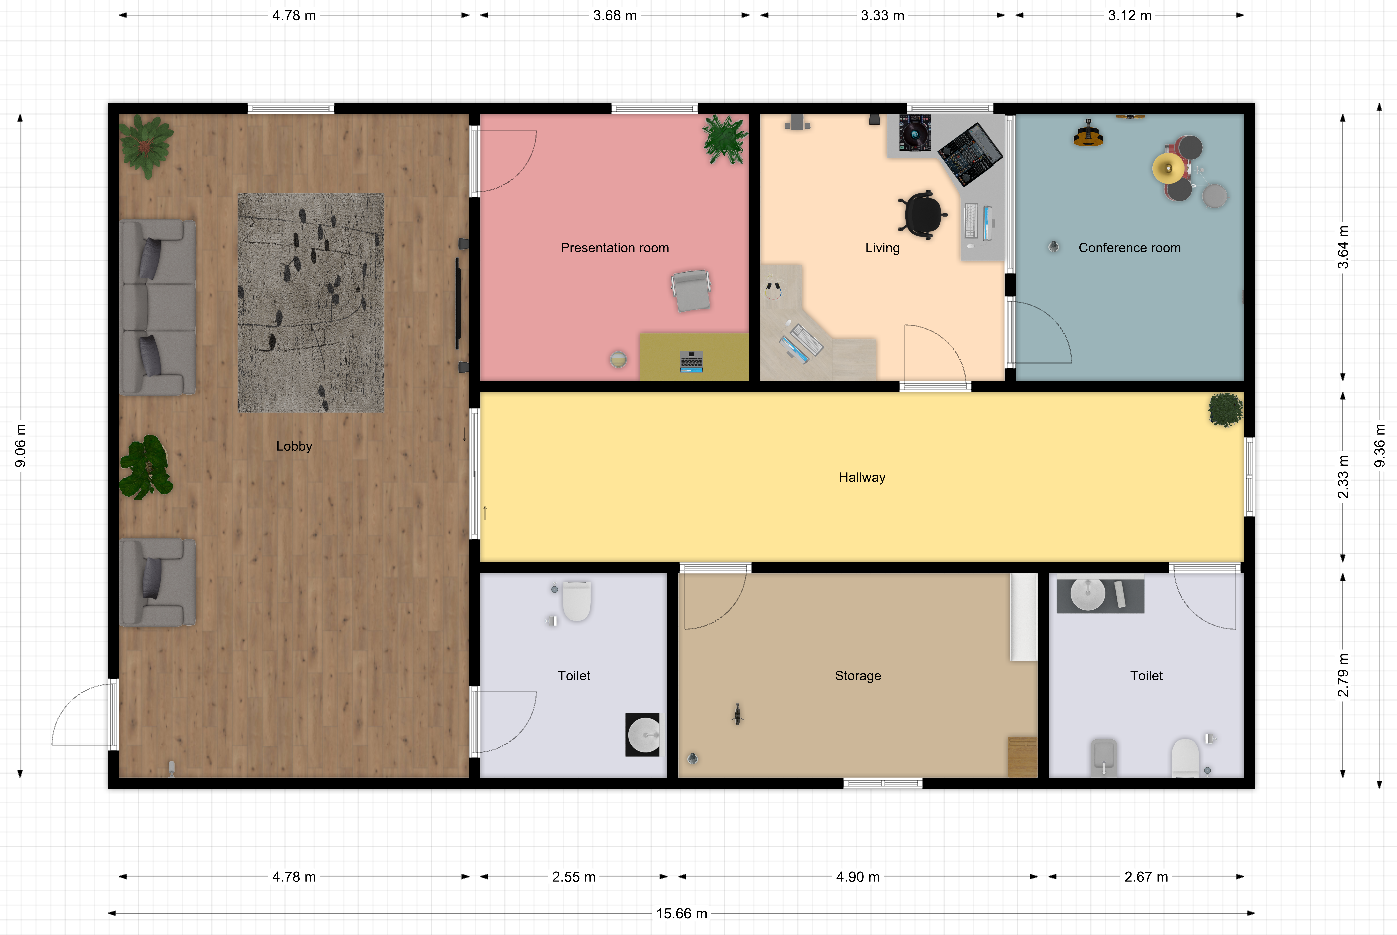 4.78 m
3.68 m
3.33 m
3.12 m
Presentation room
Living
Conference room
3.64 m
Lobby
9.06 m
9.36 m
Hallway
2.33 m
Toilet
Storage
Toilet
2.79 m
4.78 m
2.55 m
4.90 m
2.67 m
15.66 m